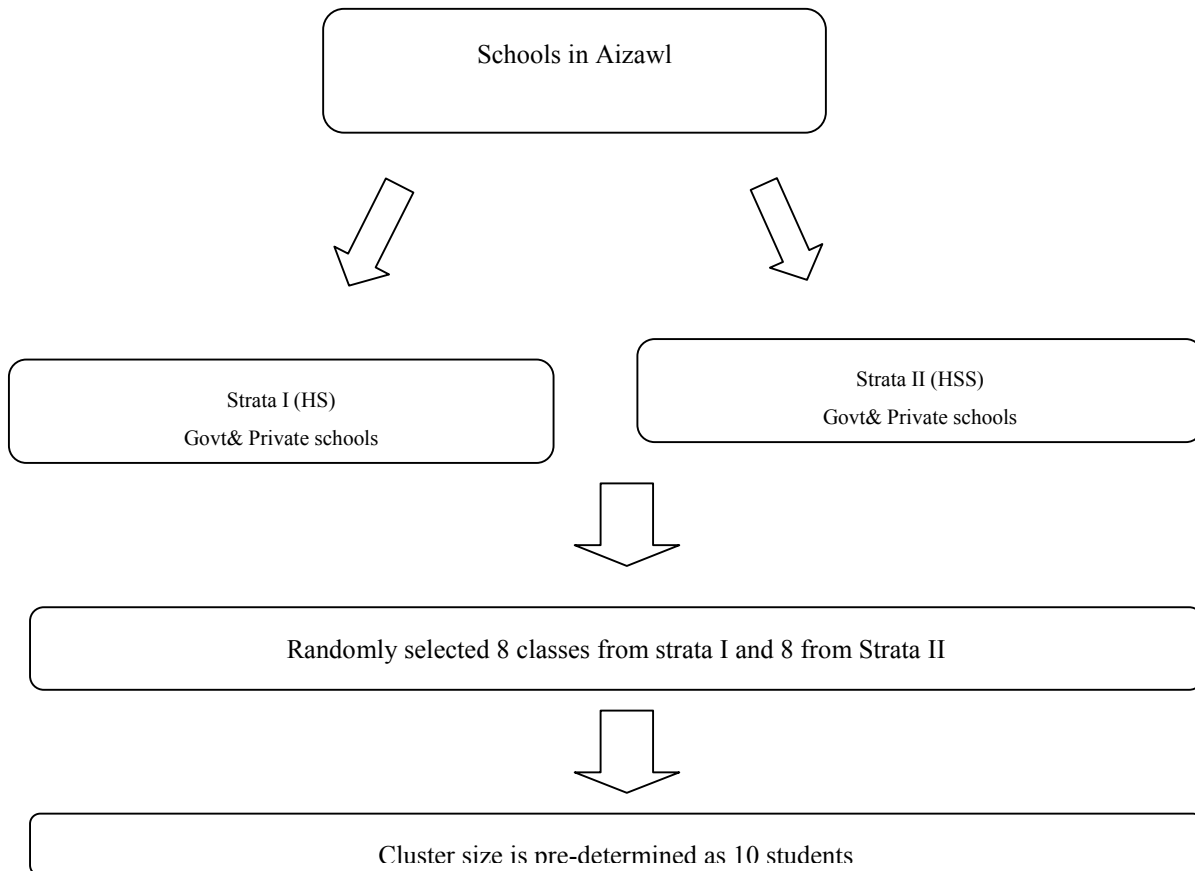 Schools in Aizawl
Strata I (HS)
Govt& Private schools
Strata II (HSS)
Govt& Private schools
Randomly selected 8 classes from strata I and 8 from Strata II
Cluster size is pre-determined as 10 students